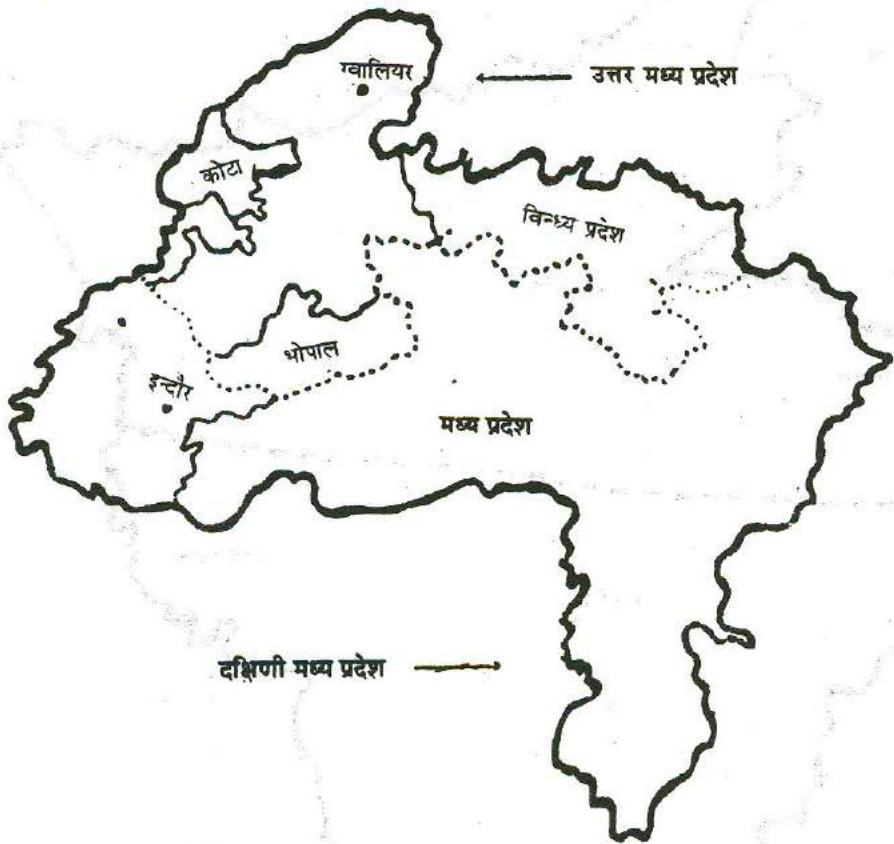 ग्वालियर
उत्तर मध्य प्रदेश
कोटा
विन्ध्य प्रदेश
भोपाल
इन्दौर
मध्य प्रदेश
दक्षिणी मध्य प्रदेश